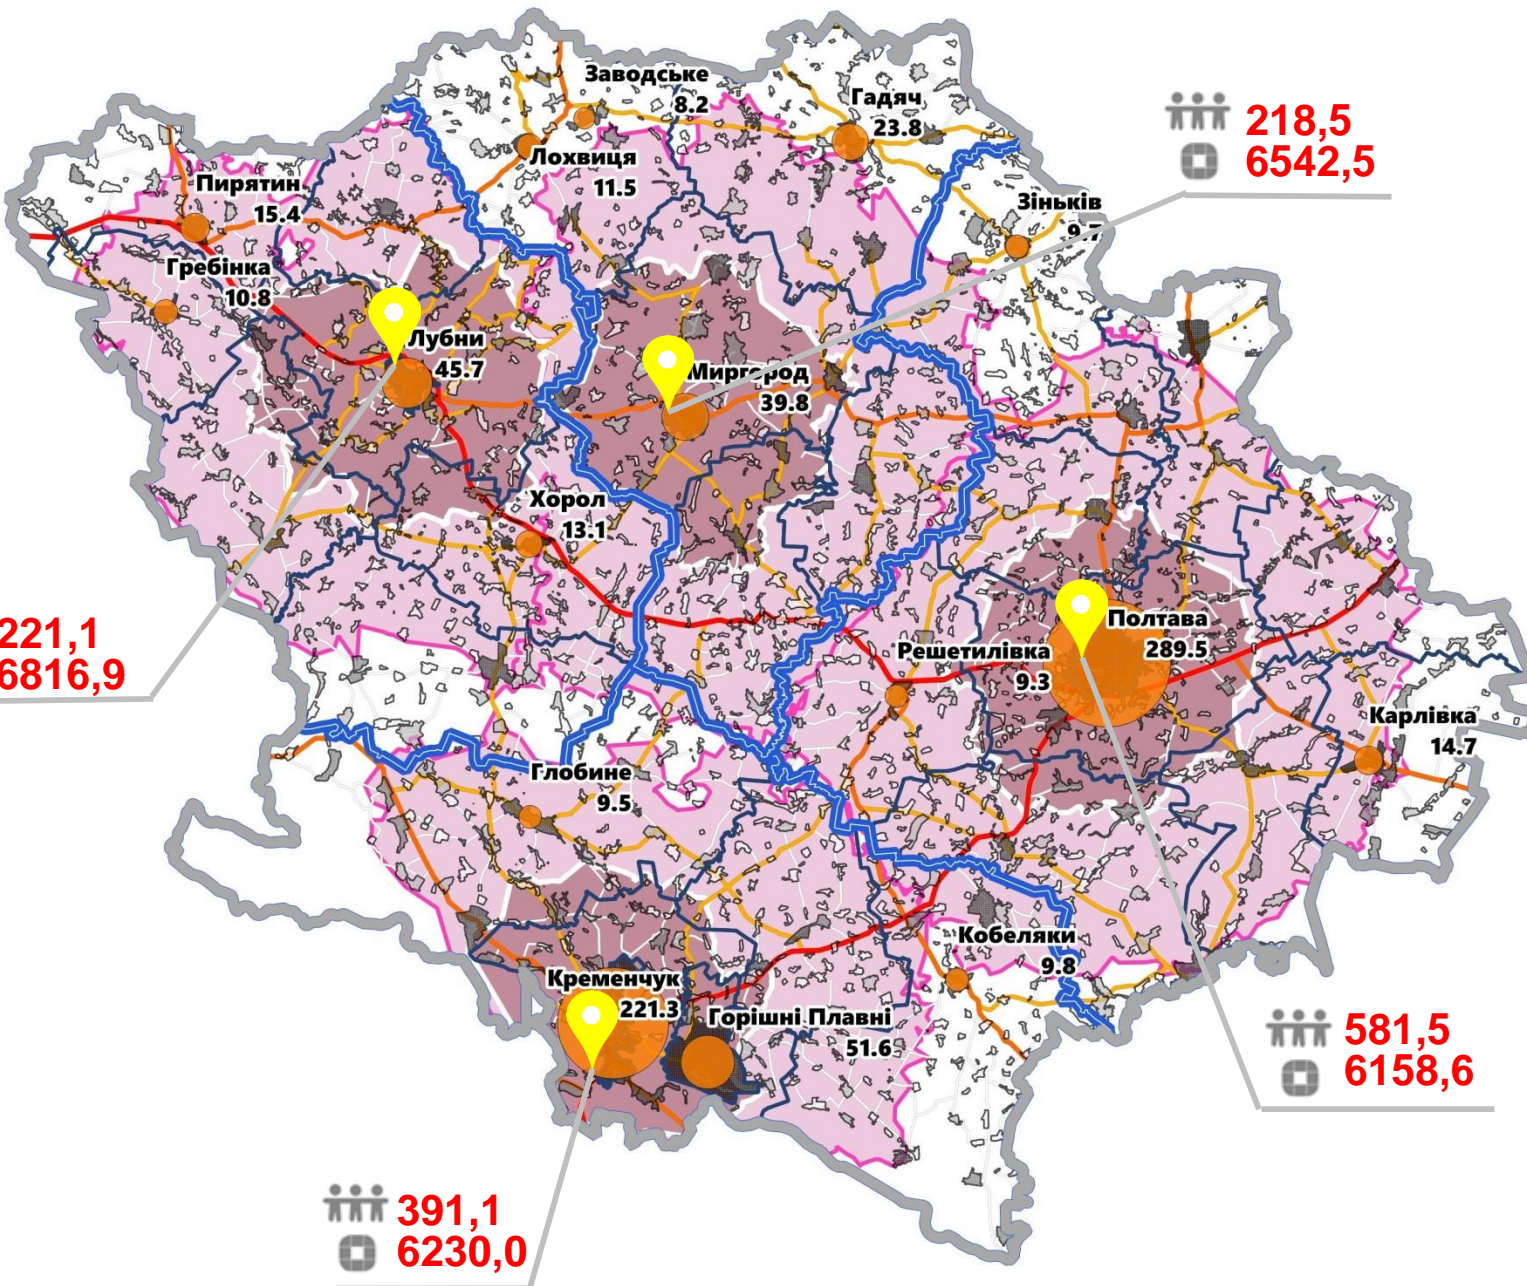 Заводське
8.2
Гадяч
23.8
218,5
6542,5
Лохвиця
11.5
Пирятин
15.4
Зіньків
9.7
Гребінка
10.8
Лубни
45.7
Миргород
39.8
Хорол
13.1
221,1
6816,9
Полтава
289.5
Решетилівка
9.3
Карлівка
14.7
Глобине
9.5
Кобеляки
9.8
Кременчук
221.3
Горішні Плавні
51.6
581,5
6158,6
391,1
6230,0